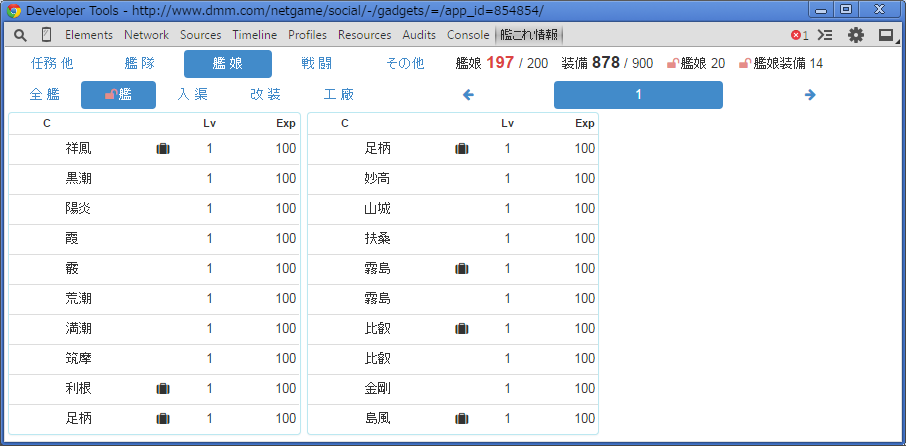 Developer Tools - http://www.dmm.com/netgame/social/-/gadgets/=/app_id=854854/
Elements Network Sources Timeline Profiles Resources Audits Console 艦これ情報 1
任務 他 艦 隊 艦 娘 戦 闘 その他 艦娘 197 / 200 装備 878 / 900 艦娘 20 艦娘装備 14
全 艦 艦 入 渠 改 装 工 廠 1
C Lv Exp C Lv Exp
祥鳳 1 100 足柄 1 100
黒潮 1 100 妙高 1 100
陽炎 1 100 山城 1 100
霞 1 100 扶桑 1 100
霰 1 100 霧島 1 100
荒潮 1 100 霧島 1 100
満潮 1 100 比叡 1 100
筑摩 1 100 比叡 1 100
利根 1 100 金剛 1 100
足柄 1 100 島風 1 100